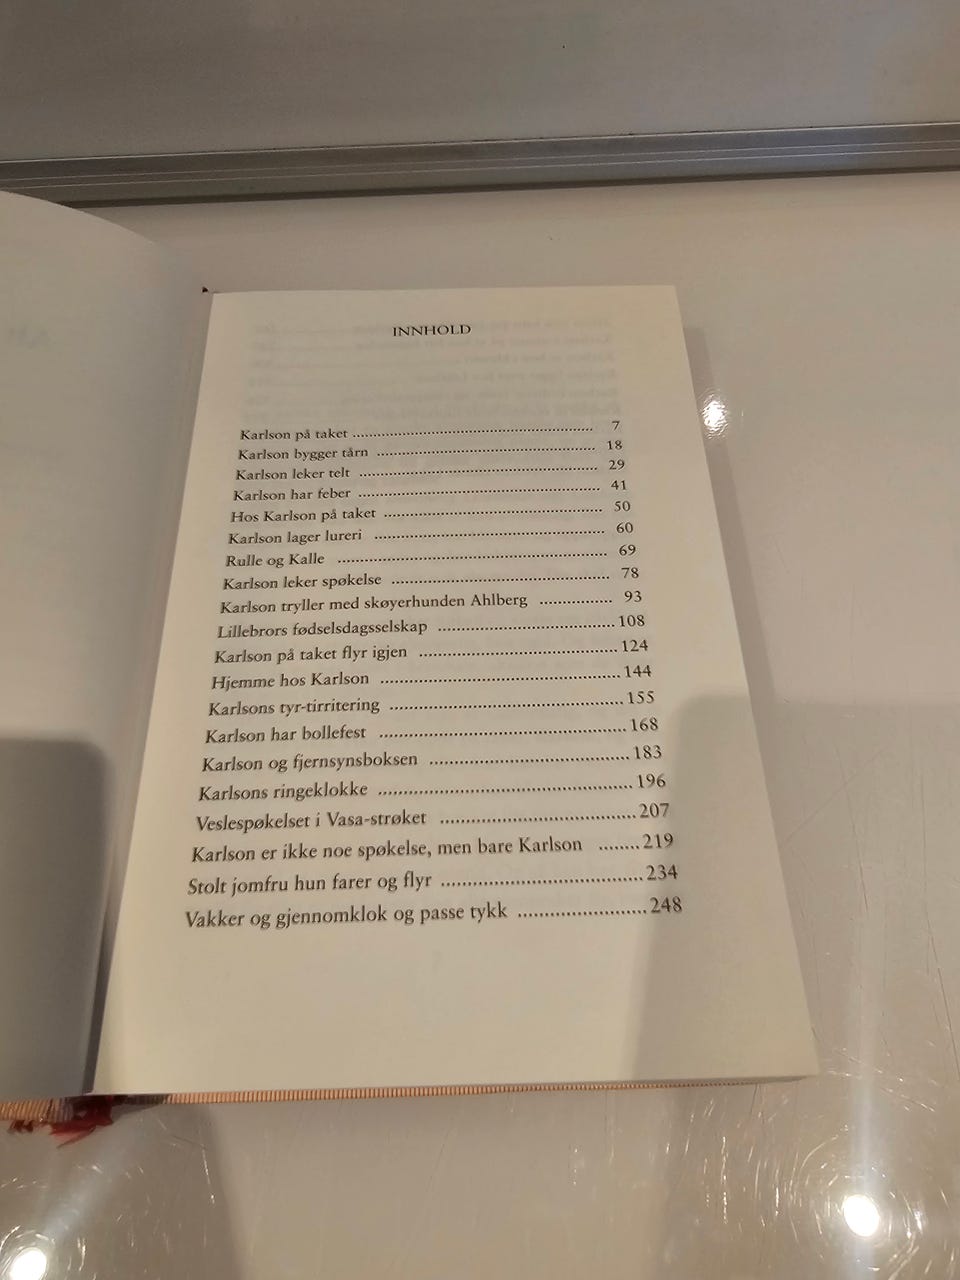 INNHOLD
Karlson på taket ........................................................ 7
Karlson bygger tårn ................................................... 18
Karlson leker telt ....................................................... 29
Karlson har feber ....................................................... 41
Hos Karlson på taket ................................................. 50
Karlson lager lureri .................................................... 60
Rulle og Kalle ............................................................ 69
Karlson leker spøkelse ............................................... 78
Karlson tryller med skøyerhunden Ahlberg ................ 93
Lillebrors fødselsdagsselskap ....................................... 108
Karlson på taket flyr igjen .......................................... 124
Hjemme hos Karlson ................................................. 144
Karlsons tyr-tirritering ............................................... 155
Karlson har bollefest .................................................. 168
Karlson og fjernsynsboksen ........................................ 183
Karlsons ringeklokke ................................................. 196
Veslespøkelset i Vasa-strøket ...................................... 207
Karlson er ikke noe spøkelse, men bare Karlson ........ 219
Stolt jomfru hun farer og flyr ..................................... 234
Vakker og gjennomklok og passe tykk ....................... 248